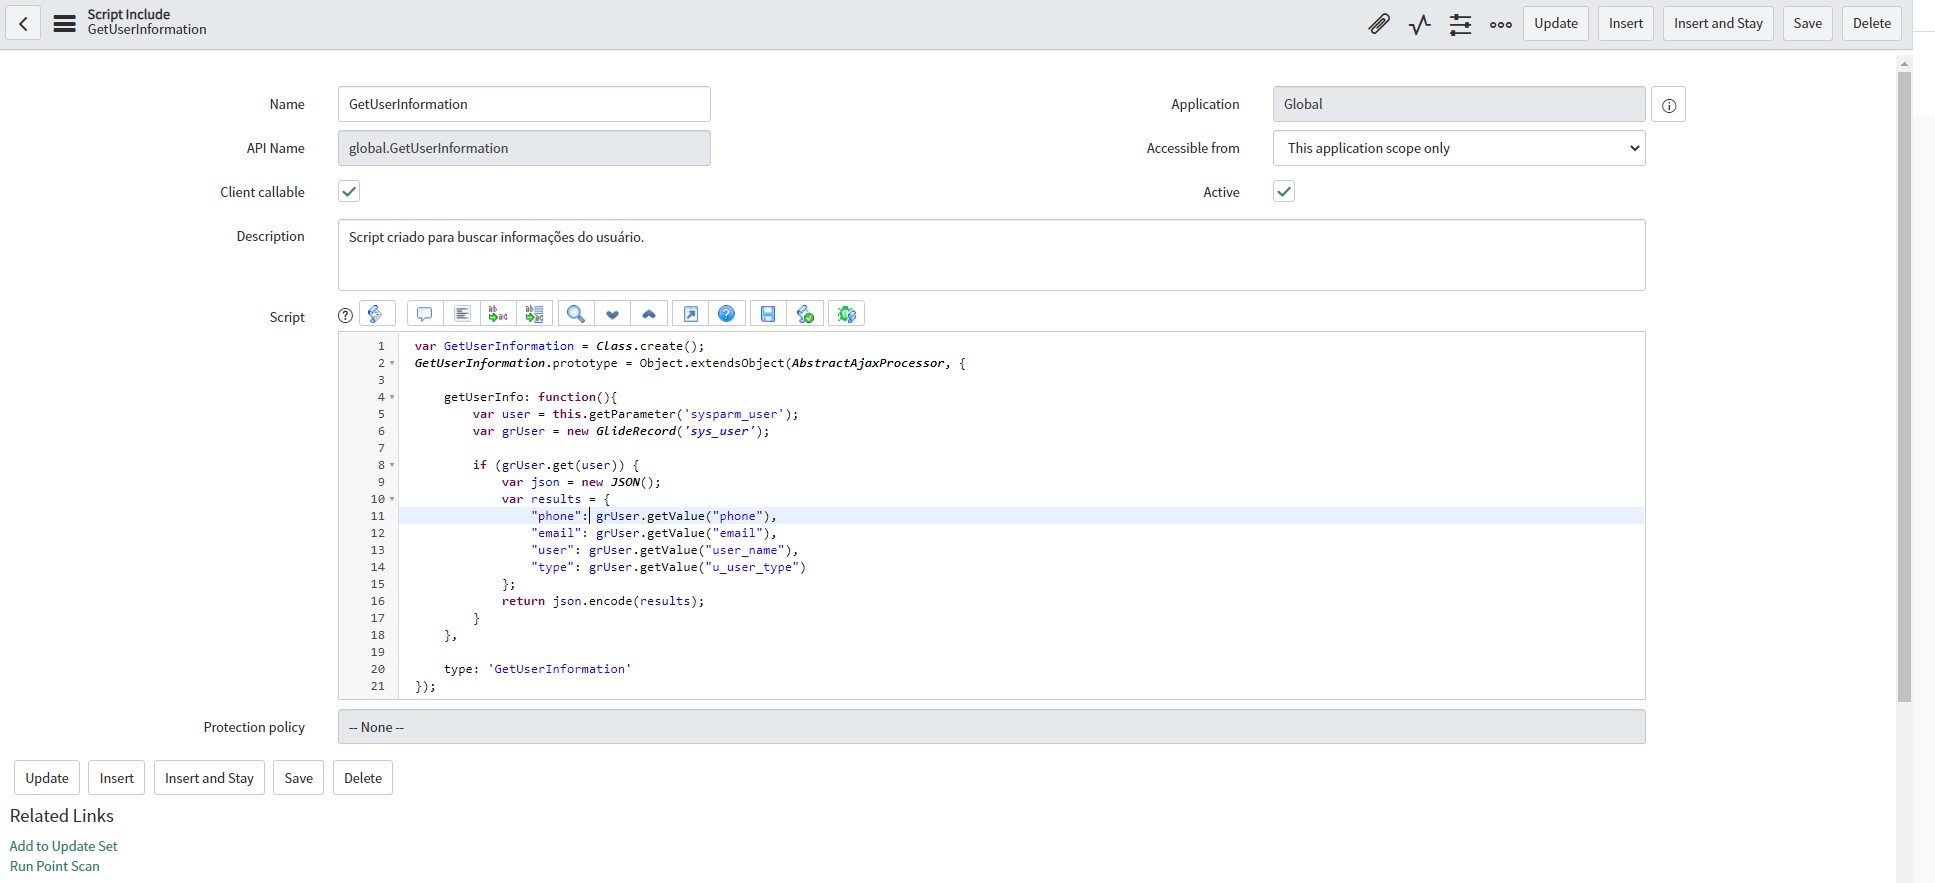 Script Include
GetUserInformation
Update
Insert
Insert and Stay
Save
Delete
Name
GetUserInformation
Application
Global
API Name
global.GetUserInformation
Accessible from
This application scope only
Client callable
Active
Description
Script criado para buscar informações do usuário.
Script
1 var GetUserInformation = Class.create();
2 GetUserInformation.prototype = Object.extendsObject(AbstractAjaxProcessor, {
3
4     getUserInfo: function(){
5         var user = this.getParameter('sysparm_user');
6         var grUser = new GlideRecord('sys_user');
7
8         if (grUser.get(user)) {
9             var json = new JSON();
10             var results = {
11                 "phone": grUser.getValue("phone"),
12                 "email": grUser.getValue("email"),
13                 "user": grUser.getValue("user_name"),
14                 "type": grUser.getValue("u_user_type")
15             };
16             return json.encode(results);
17         }
18     },
19
20     type: 'GetUserInformation'
21 });
Protection policy
-- None --
Update
Insert
Insert and Stay
Save
Delete
Related Links
Add to Update Set
Run Point Scan